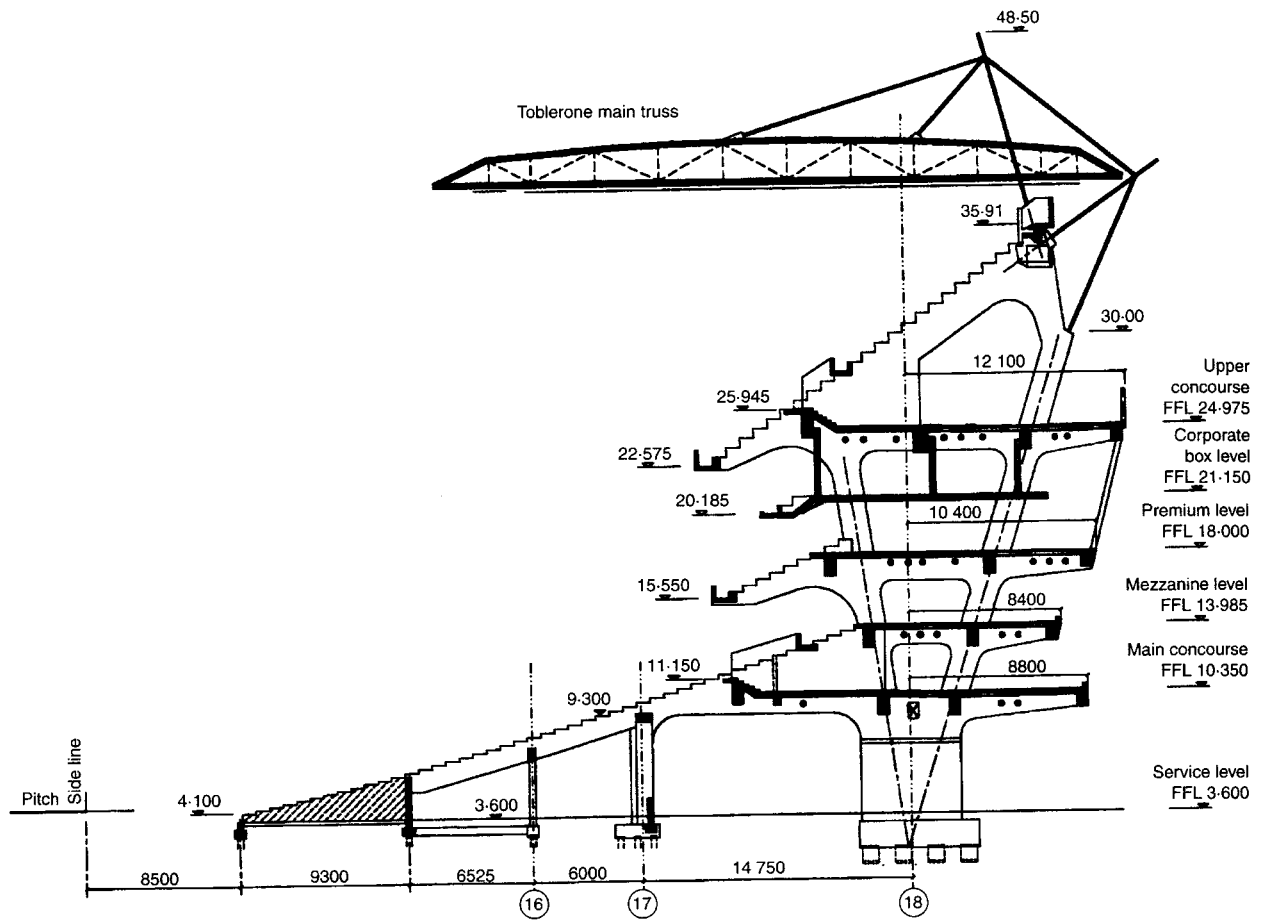 48·50
Toblerone main truss
35·91
30·00
12 100
Upper
concourse
FFL 24·975
25·945
Corporate
box level
FFL 21·150
22·575
20·185
10 400
Premium level
FFL 18·000
15·550
Mezzanine level
FFL 13·985
8400
11·150
Main concourse
FFL 10·350
8800
9·300
Side line
Pitch
4·100
3·600
Service level
FFL 3·600
8500
9300
6525
6000
14 750
16
17
18